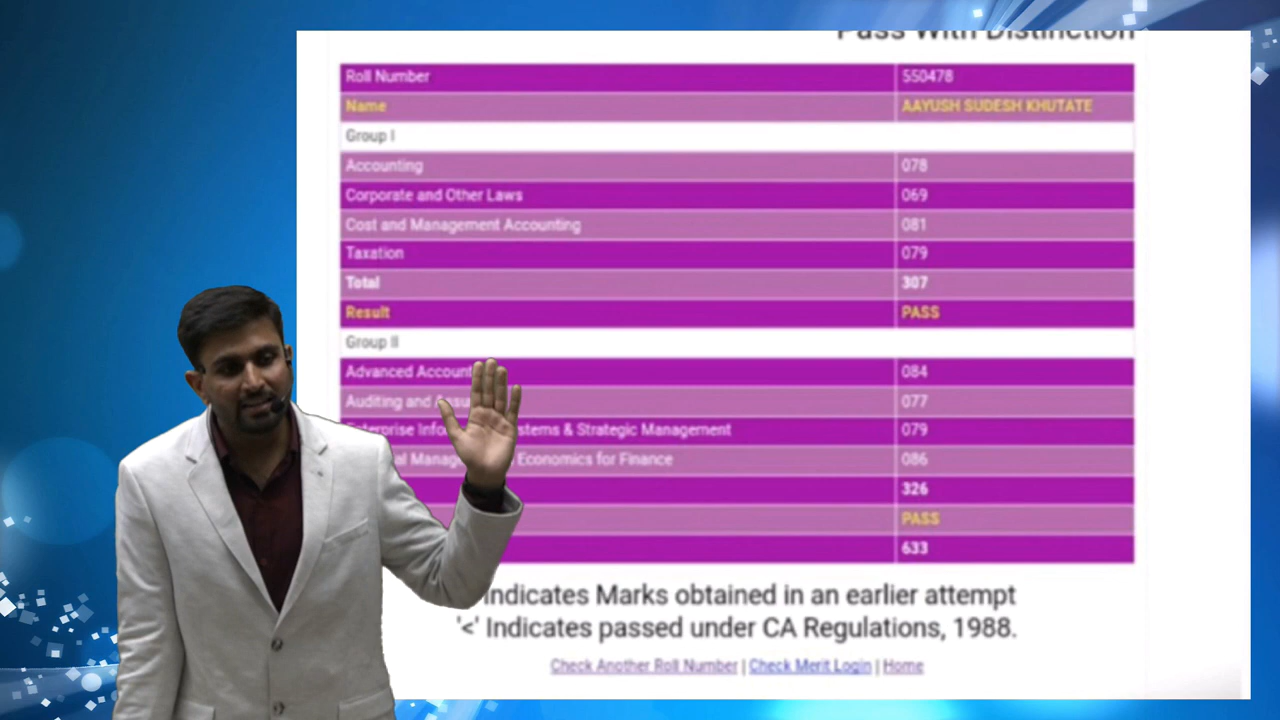 Pass With Distinction
Roll Number 550478
Name AAYUSH SUDESH KHUTATE
Group I
Accounting 078
Corporate and Other Laws 069
Cost and Management Accounting 081
Taxation 079
Total 307
Result PASS
Group II
Advanced Account 084
Auditing and 077
Enterprise Info stems & Strategic Management 079
al Manag Economics for Finance 086
326
PASS
633
Indicates Marks obtained in an earlier attempt
'<' Indicates passed under CA Regulations, 1988.
Check Another Roll Number | Check Merit Login | Home